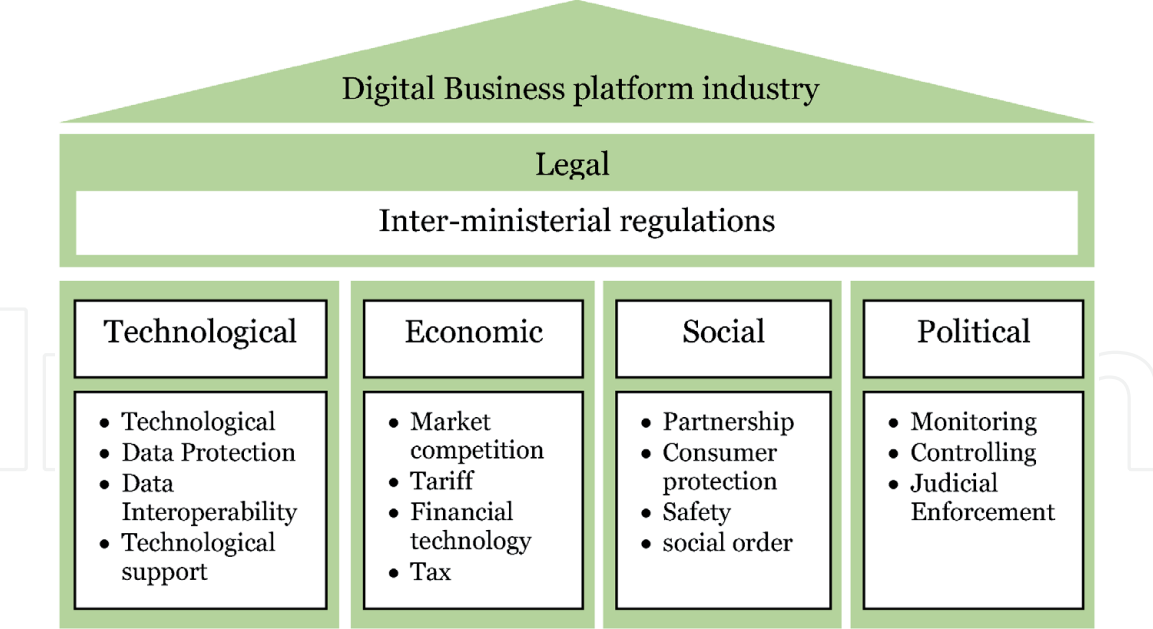 Digital Business platform industry
Legal
Inter-ministerial regulations
Technological
• Technological
• Data Protection
• Data
Interoperability
• Technological
support
Economic
• Market
competition
• Tariff
• Financial
technology
• Tax
Social
• Partnership
• Consumer
protection
• Safety
• social order
Political
• Monitoring
• Controlling
• Judicial
Enforcement